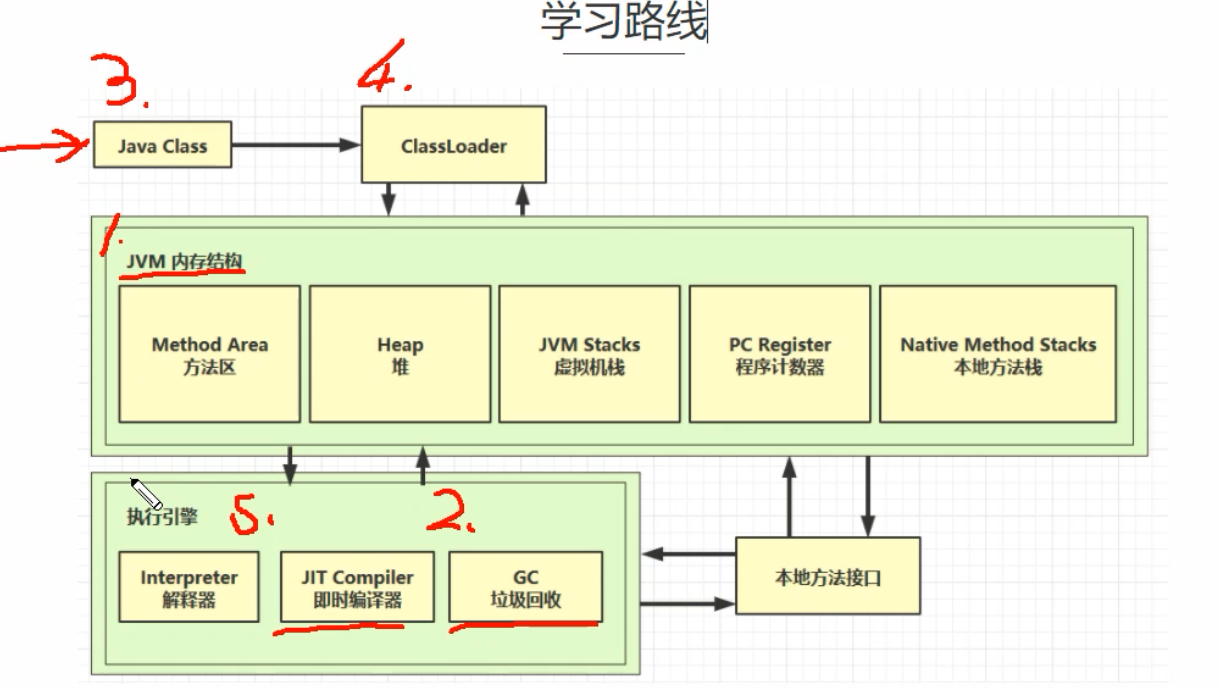 学习路线
3.
4.
Java Class
ClassLoader
1.
JVM 内存结构
Method Area
方法区
Heap
堆
JVM Stacks
虚拟机栈
PC Register
程序计数器
Native Method Stacks
本地方法栈
执行引擎
5.
2.
Interpreter
解释器
JIT Compiler
即时编译器
GC
垃圾回收
本地方法接口